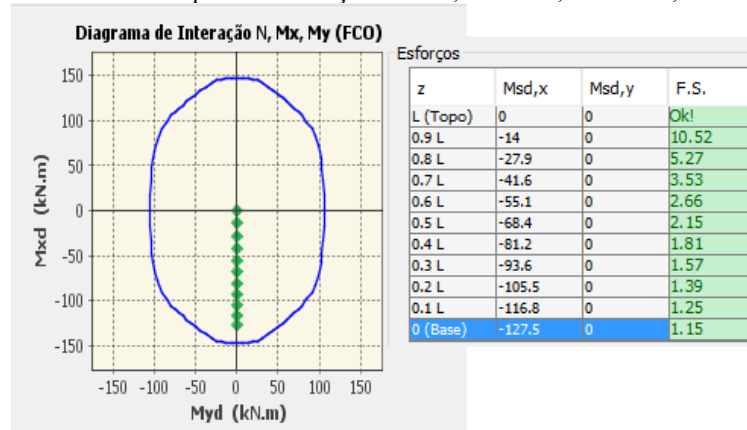 Diagrama de Interação N, Mx, My (FCO)
150
100
50
0
-50
-100
-150
Mxd (kN.m)
-150 -100 -50 0 50 100 150
Myd (kN.m)
Esforços
z Msd,x Msd,y F.S.
L (Topo) 0 0 Ok!
0.9 L -14 0 10.52
0.8 L -27.9 0 5.27
0.7 L -41.6 0 3.53
0.6 L -55.1 0 2.66
0.5 L -68.4 0 2.15
0.4 L -81.2 0 1.81
0.3 L -93.6 0 1.57
0.2 L -105.5 0 1.39
0.1 L -116.8 0 1.25
0 (Base) -127.5 0 1.15